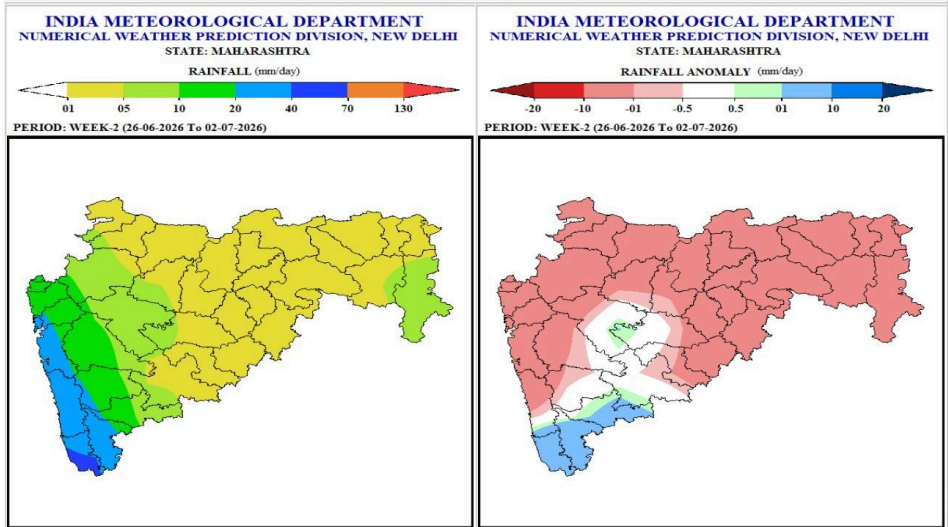 INDIA METEOROLOGICAL DEPARTMENT
NUMERICAL WEATHER PREDICTION DIVISION, NEW DELHI
STATE: MAHARASHTRA
RAINFALL (mm/day)
01 05 10 20 40 70 130
PERIOD: WEEK-2 (26-06-2026 To 02-07-2026)
INDIA METEOROLOGICAL DEPARTMENT
NUMERICAL WEATHER PREDICTION DIVISION, NEW DELHI
STATE: MAHARASHTRA
RAINFALL ANOMALY (mm/day)
-20 -10 -01 -0.5 0.5 01 10 20
PERIOD: WEEK-2 (26-06-2026 To 02-07-2026)